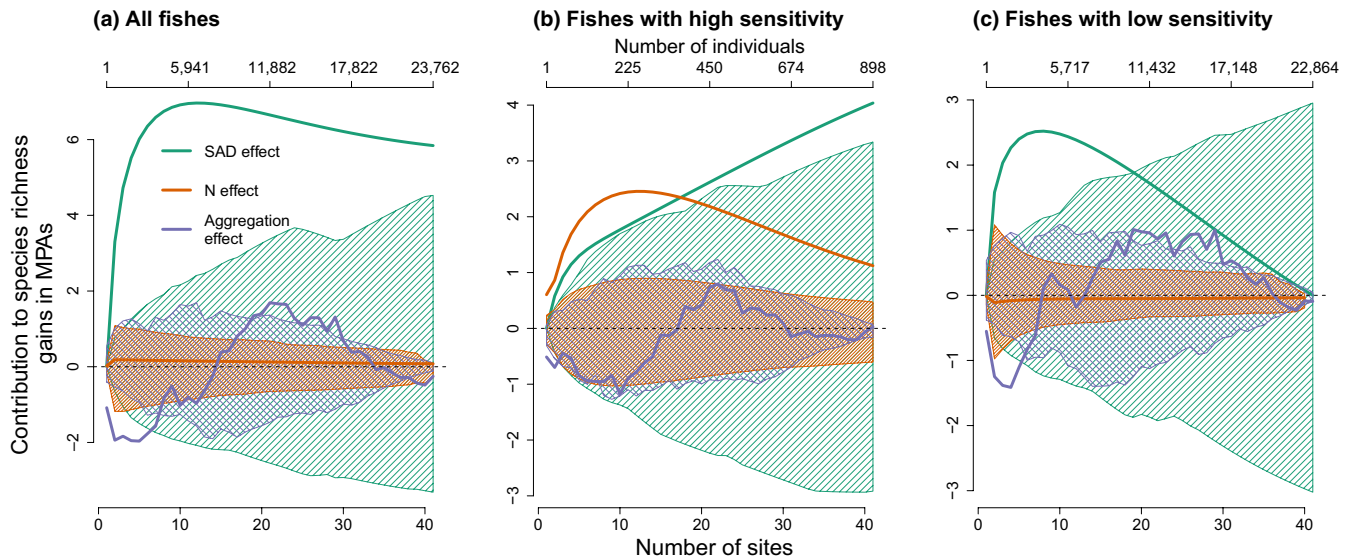 (a) All fishes
(b) Fishes with high sensitivity
(c) Fishes with low sensitivity
Number of individuals
1 5,941 11,882 17,822 23,762
1 225 450 674 898
1 5,717 11,432 17,148 22,864
Contribution to species richness
gains in MPAs
6
4
2
0
−2
SAD effect
N effect
Aggregation
effect
0 10 20 30 40
4
3
2
1
0
−1
−2
−3
0 10 20 30 40
3
2
1
0
−1
−2
−3
0 10 20 30 40
Number of sites